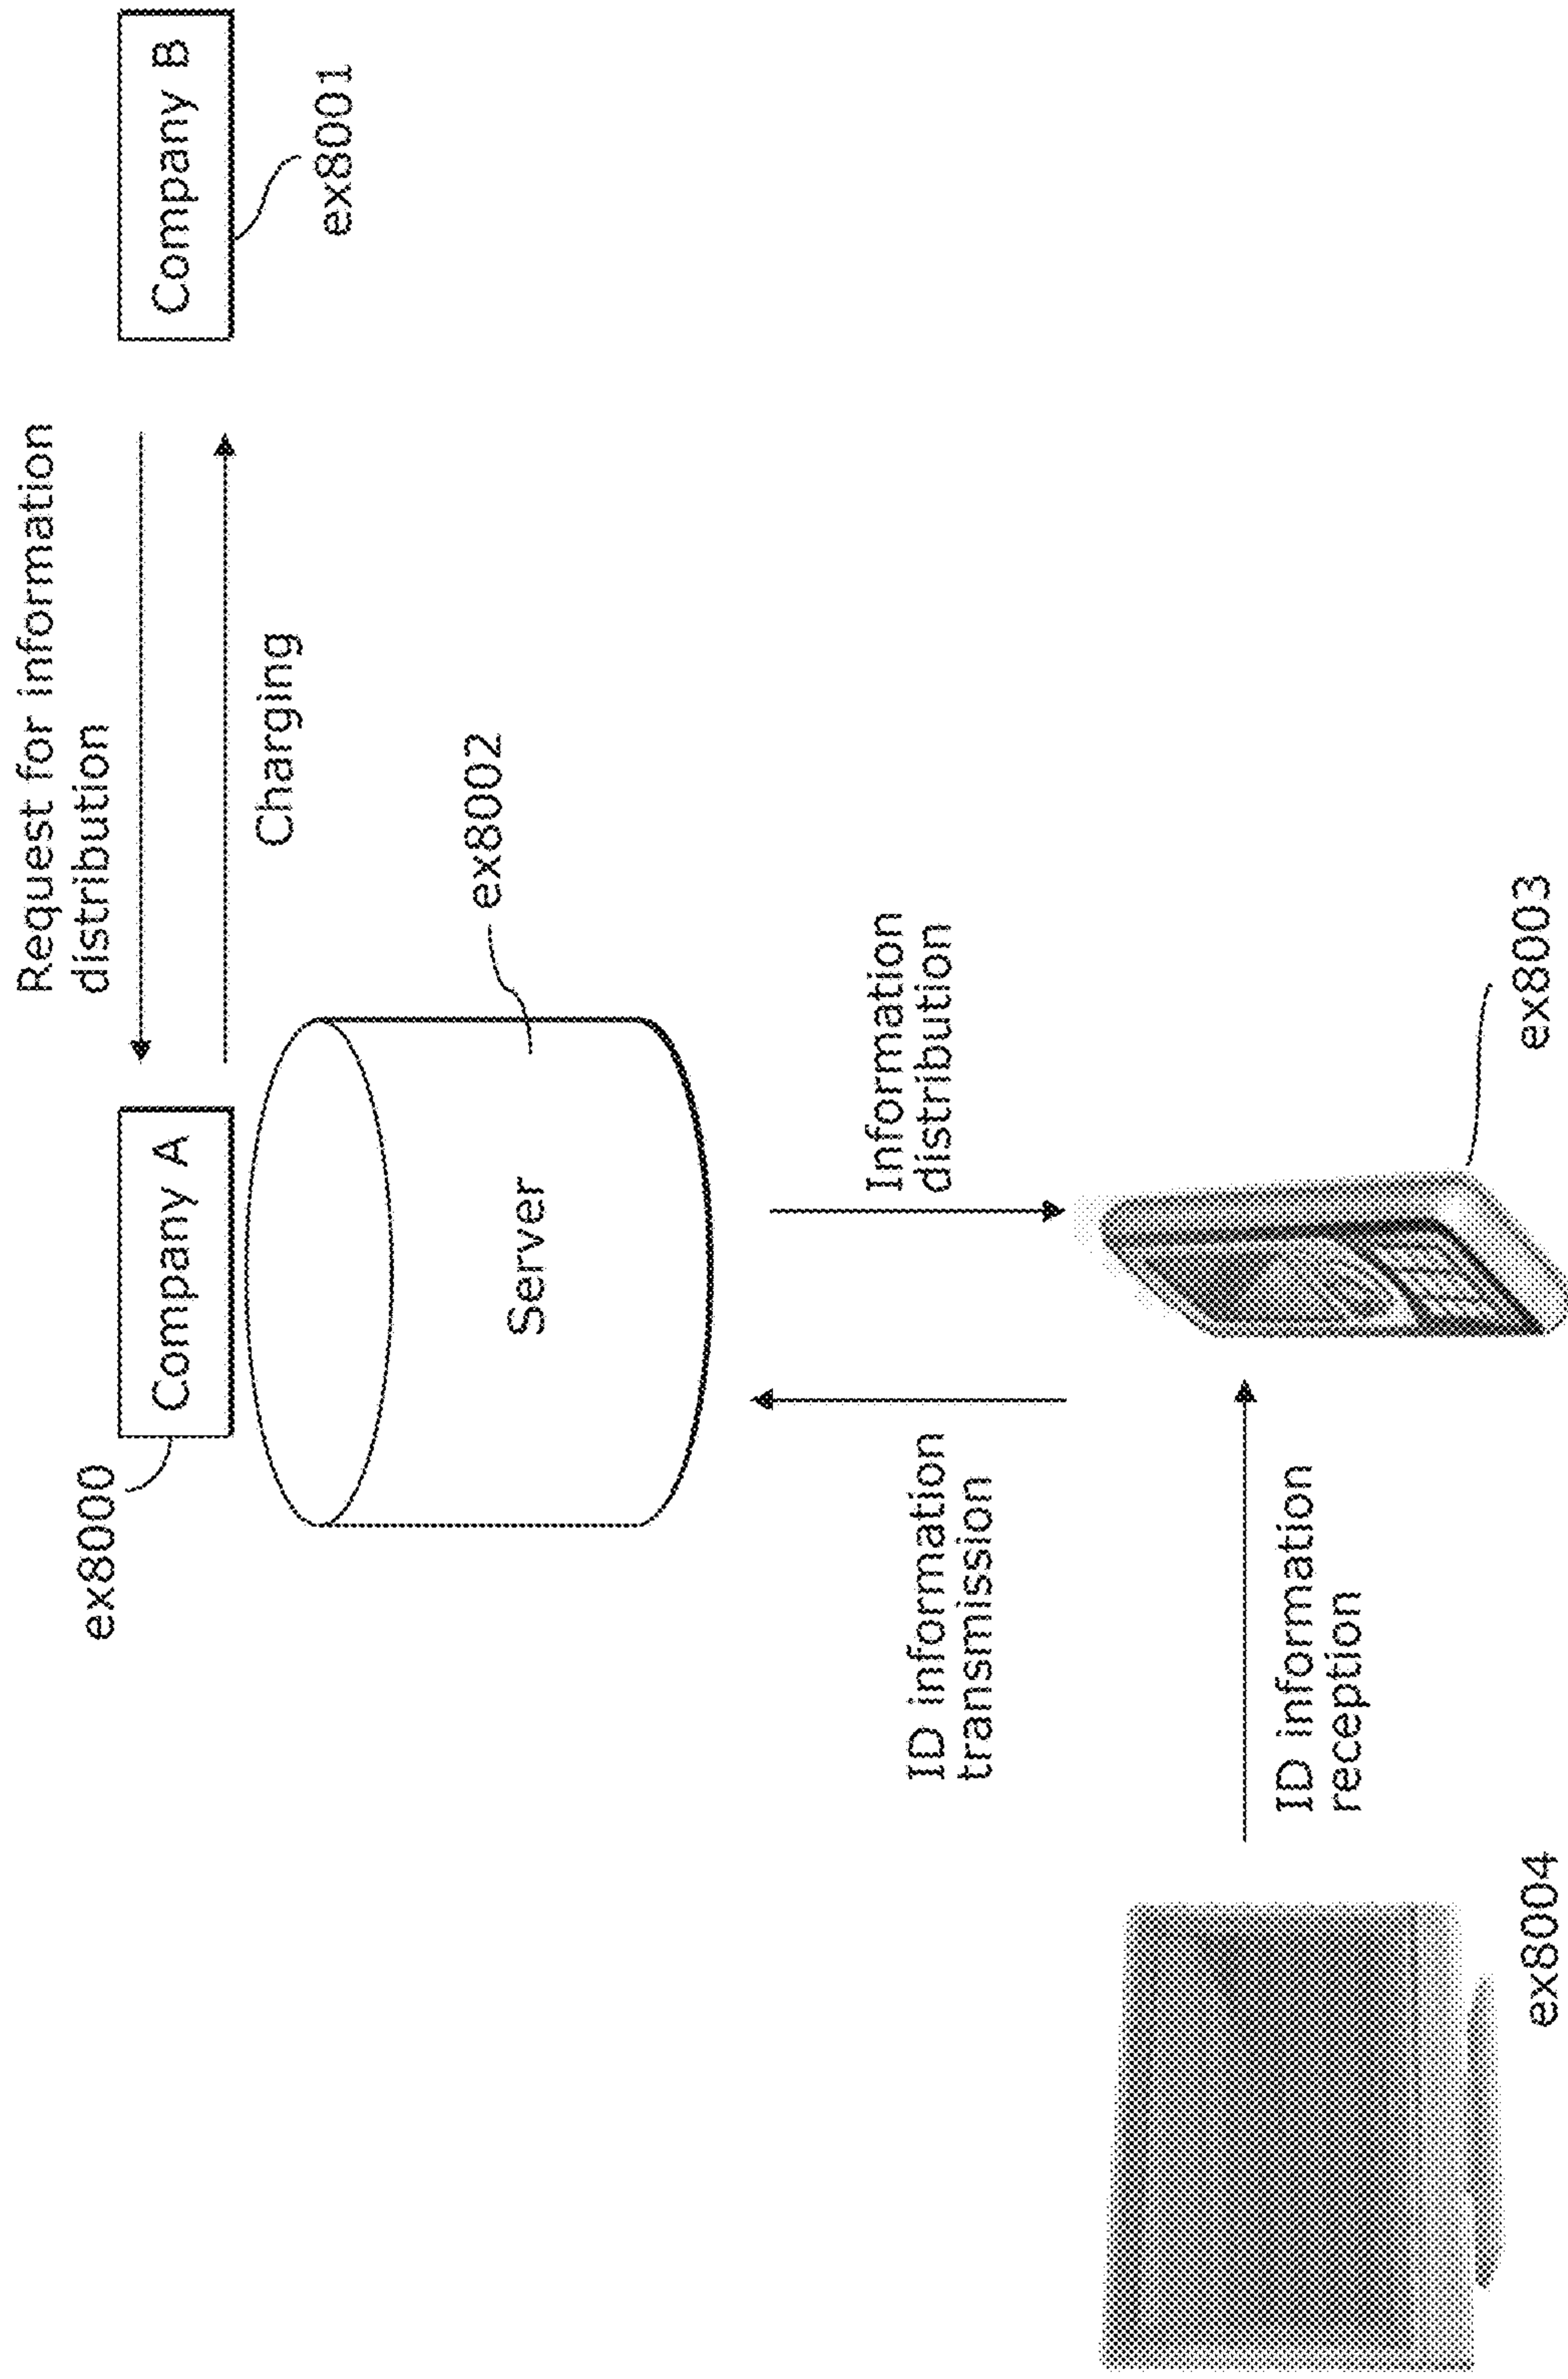 ex8000
Company A
Request for information
distribution
Charging
Company B
ex8001
Server
ex8002
ID information
transmission
Information
distribution
ID information
reception
ex8003
ex8004